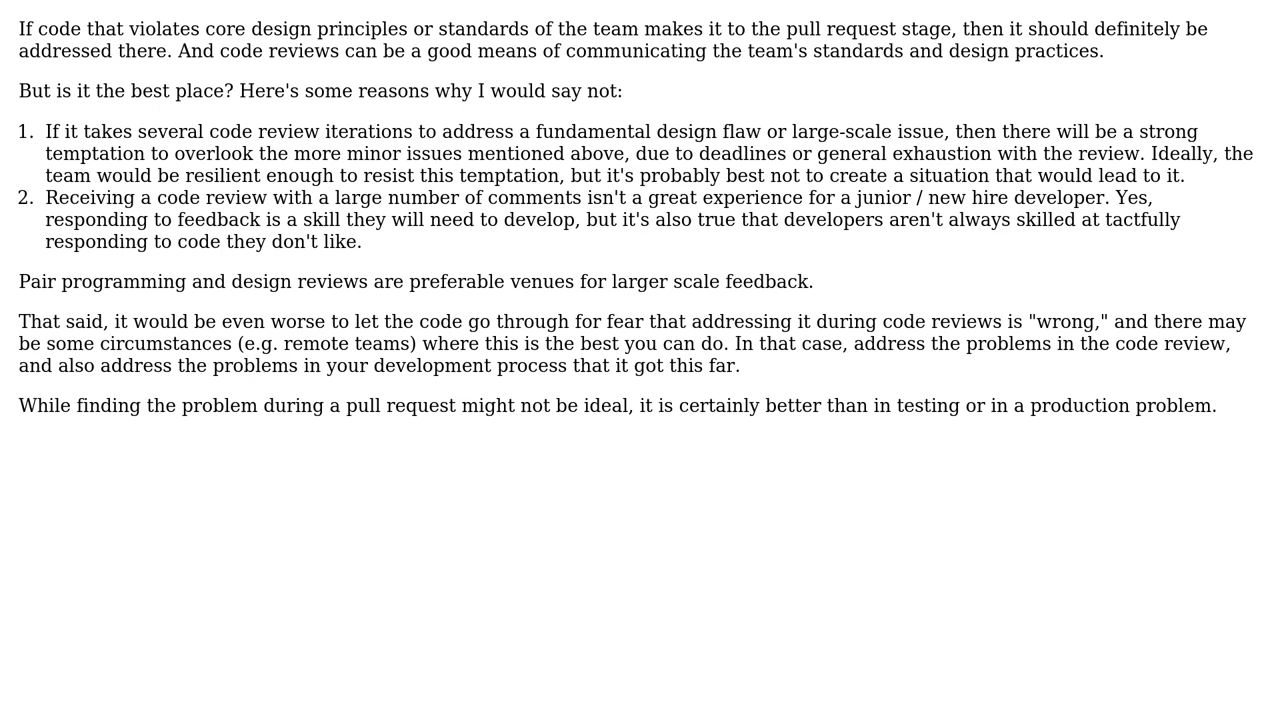 If code that violates core design principles or standards of the team makes it to the pull request stage, then it should definitely be
addressed there. And code reviews can be a good means of communicating the team's standards and design practices.
But is it the best place? Here's some reasons why I would say not:
1. If it takes several code review iterations to address a fundamental design flaw or large-scale issue, then there will be a strong
temptation to overlook the more minor issues mentioned above, due to deadlines or general exhaustion with the review. Ideally, the
team would be resilient enough to resist this temptation, but it's probably best not to create a situation that would lead to it.
2. Receiving a code review with a large number of comments isn't a great experience for a junior / new hire developer. Yes,
responding to feedback is a skill they will need to develop, but it's also true that developers aren't always skilled at tactfully
responding to code they don't like.
Pair programming and design reviews are preferable venues for larger scale feedback.
That said, it would be even worse to let the code go through for fear that addressing it during code reviews is "wrong," and there may
be some circumstances (e.g. remote teams) where this is the best you can do. In that case, address the problems in the code review,
and also address the problems in your development process that it got this far.
While finding the problem during a pull request might not be ideal, it is certainly better than in testing or in a production problem.